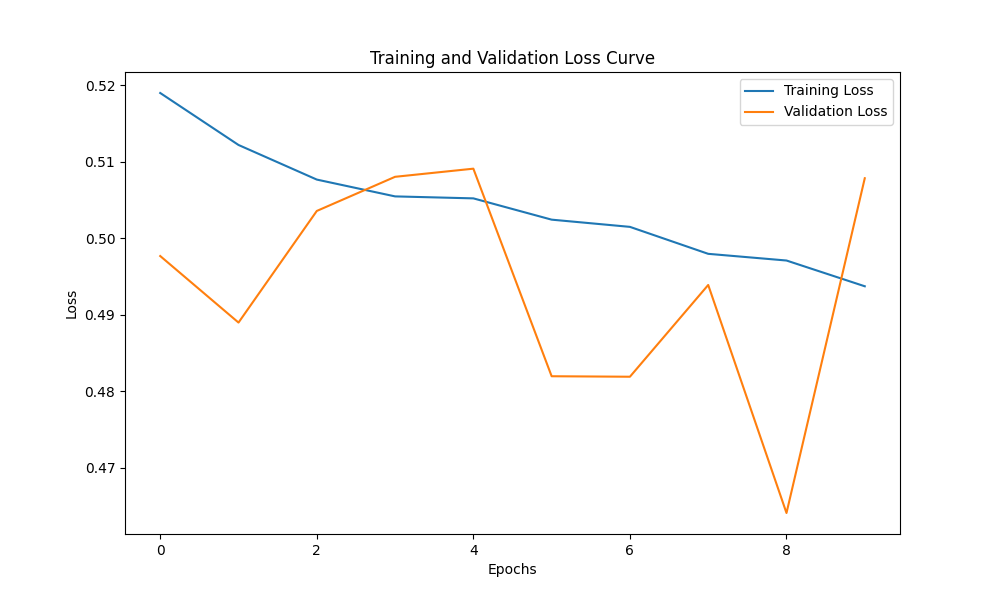 Training and Validation Loss Curve
Training Loss
Validation Loss
0.52
0.51
0.50
0.49
0.48
0.47
Loss
0 2 4 6 8
Epochs